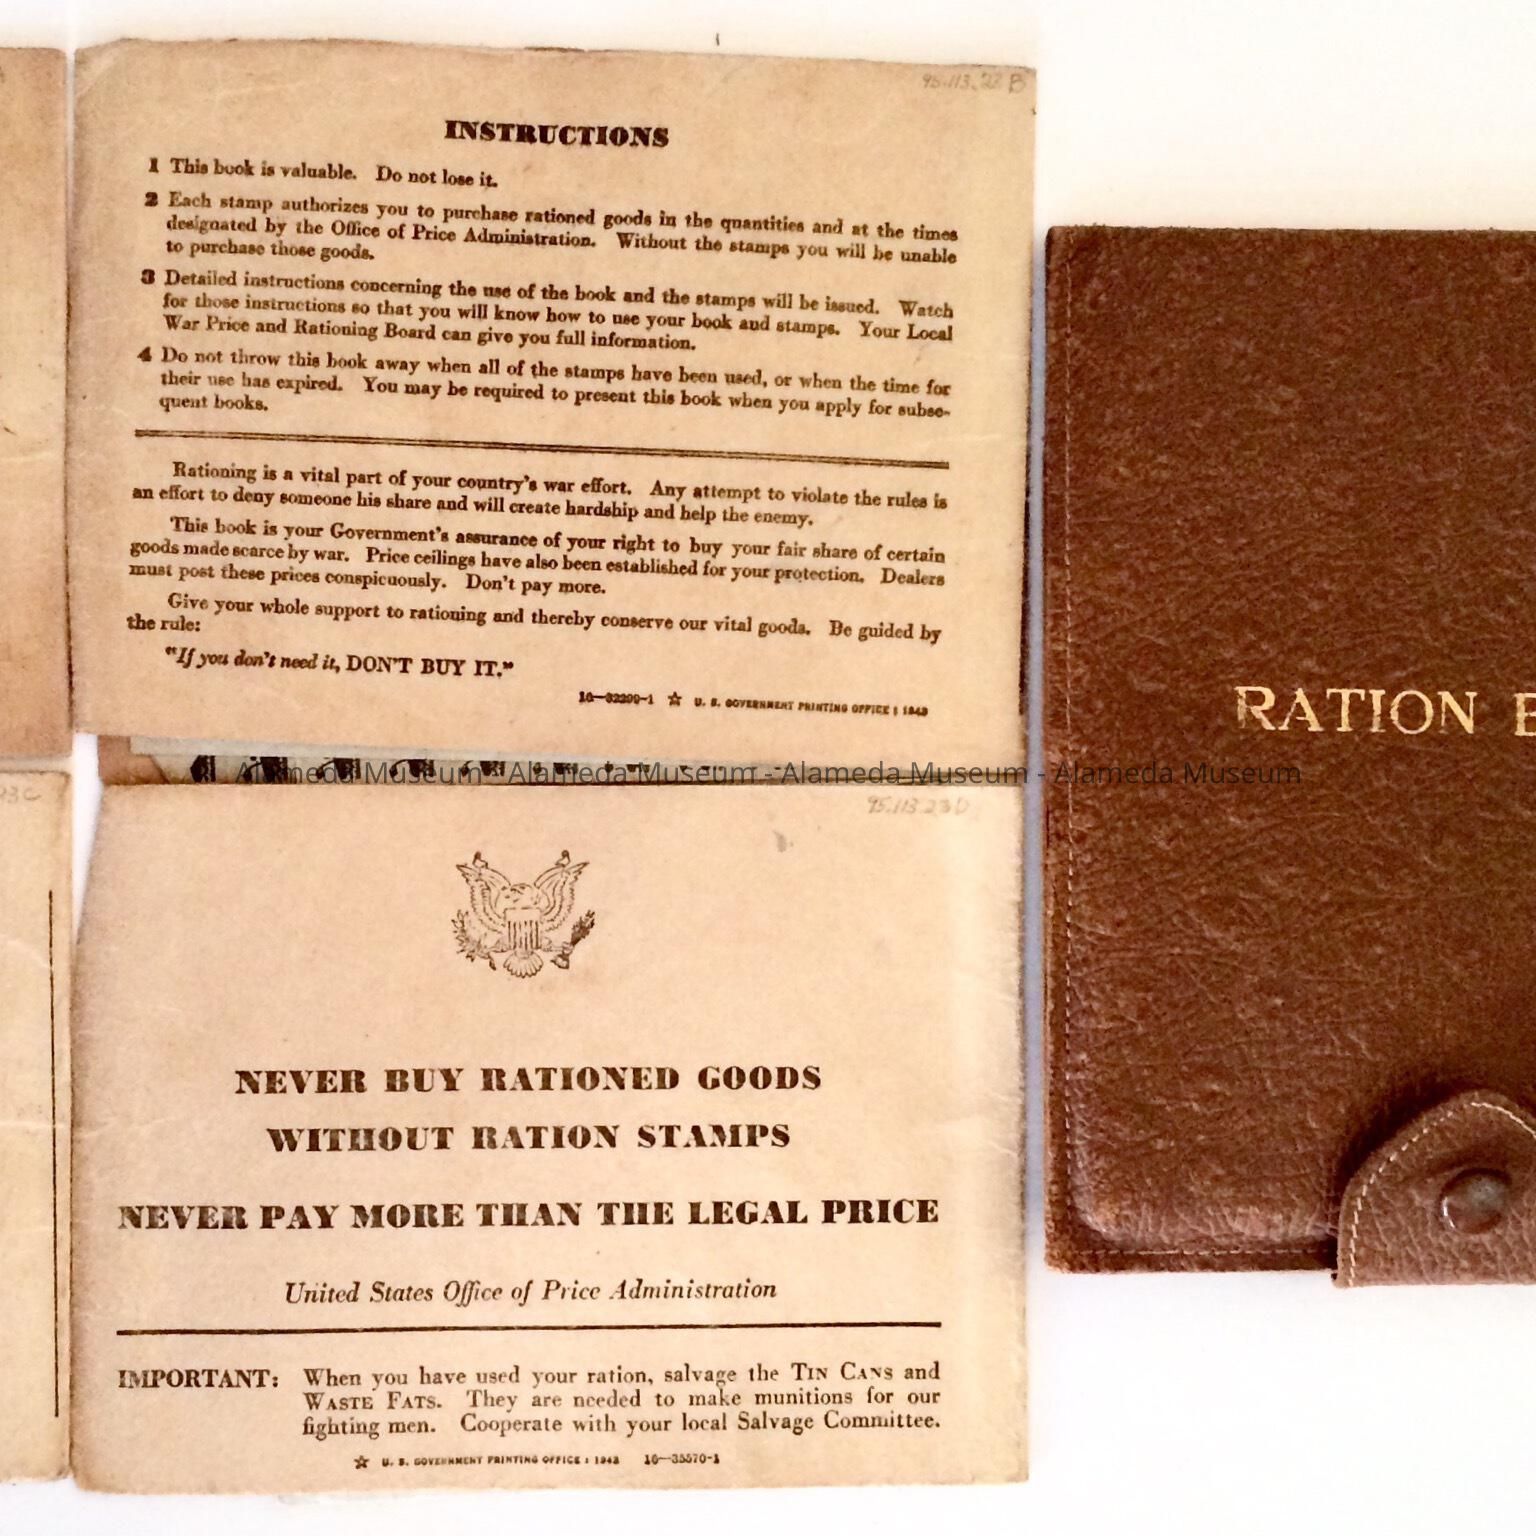 INSTRUCTIONS
1 This book is valuable. Do not lose it.
2 Each stamp authorizes you to purchase rationed goods in the quantities and at the times
designated by the Office of Price Administration. Without the stamps you will be unable
to purchase those goods.
3 Detailed instructions concerning the use of the book and the stamps will be issued. Watch
for those instructions so that you will know how to use your book and stamps. Your Local
War Price and Rationing Board can give you full information.
4 Do not throw this book away when all of the stamps have been used, or when the time for
their use has expired. You may be required to present this book when you apply for subse-
quent books.
Rationing is a vital part of your country's war effort. Any attempt to violate the rules is
an effort to deny someone his share and will create hardship and help the enemy.
This book is your Government's assurance of your right to buy your fair share of certain
goods made scarce by war. Price ceilings have also been established for your protection. Dealers
must post these prices conspicuously. Don't pay more.
Give your whole support to rationing and thereby conserve our vital goods. Be guided by
the rule:
"If you don't need it, DON'T BUY IT."
16—32299-1 ☆ U. S. GOVERNMENT PRINTING OFFICE : 1943
Alameda Museum - Alameda Museum - Alameda Museum - Alameda Museum
95.113.23D
NEVER BUY RATIONED GOODS
WITHOUT RATION STAMPS
NEVER PAY MORE THAN THE LEGAL PRICE
United States Office of Price Administration
IMPORTANT: When you have used your ration, salvage the TIN CANS and
WASTE FATS. They are needed to make munitions for our
fighting men. Cooperate with your local Salvage Committee.
☆ U. S. GOVERNMENT PRINTING OFFICE : 1943 16—35570-1
RATION